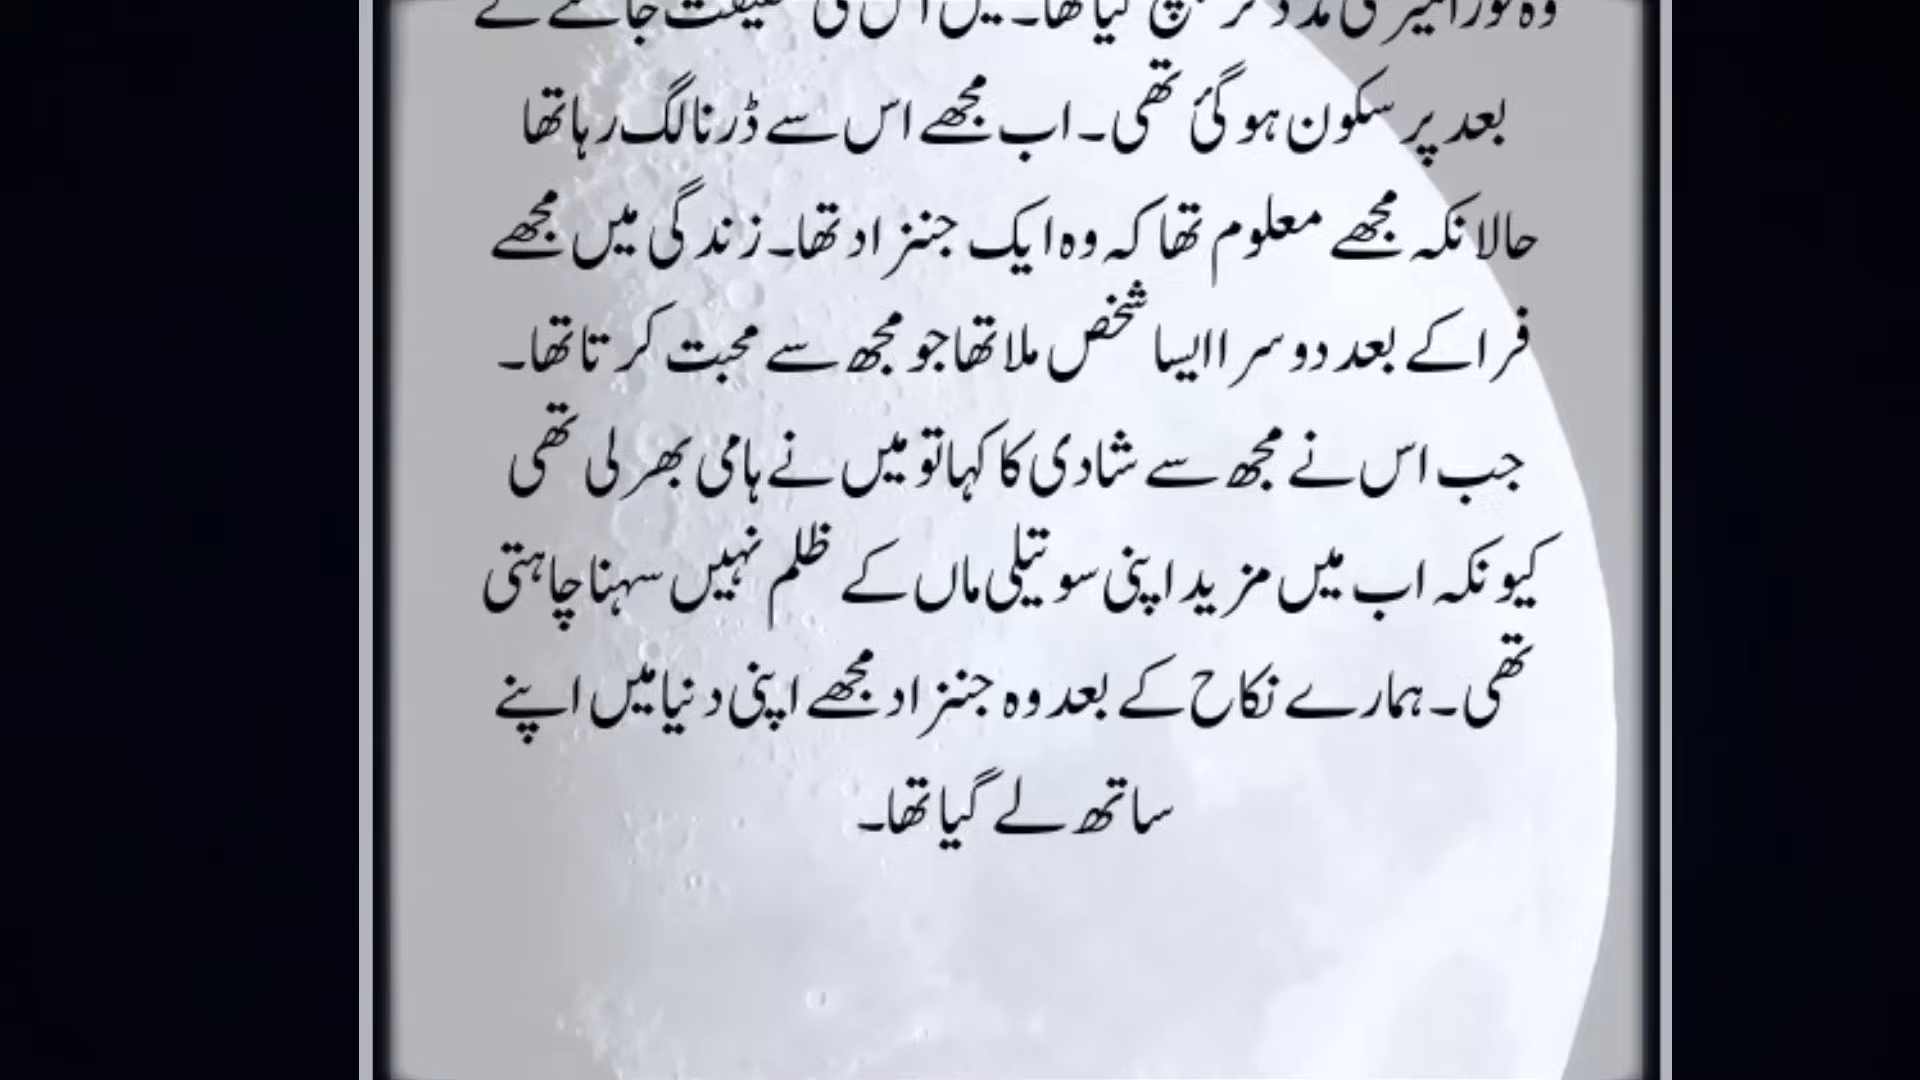 بعد پر سکون ہو گئی تھی۔ اب مجھے اس سے ڈر نا لگ رہا تھا
حالانکہ مجھے معلوم تھا کہ وہ ایک جنزاد تھا۔ زندگی میں مجھے
فرا کے بعد دوسرا ایسا شخص ملا تھا جو مجھ سے محبت کرتا تھا۔
جب اس نے مجھ سے شادی کا کہا تو میں نے ہامی بھر لی تھی
کیونکہ اب میں مزید اپنی سوتیلی ماں کے ظلم نہیں سہنا چاہتی
تھی۔ ہمارے نکاح کے بعد وہ جنزاد مجھے اپنی دنیا میں اپنے
ساتھ لے گیا تھا۔